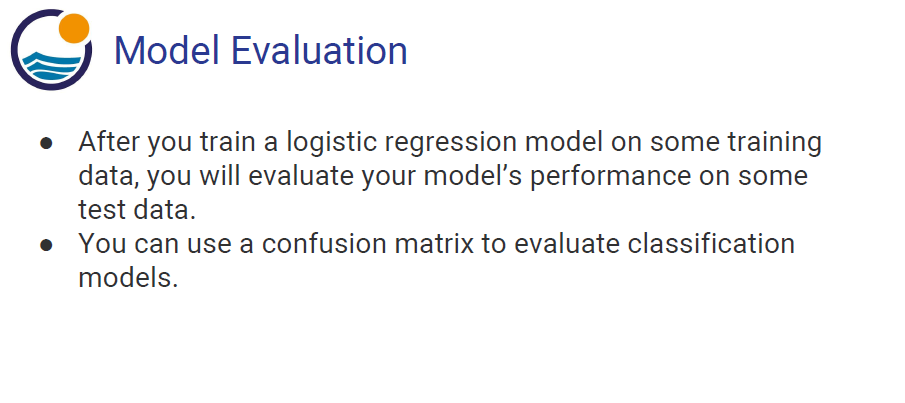 Model Evaluation
● After you train a logistic regression model on some training
data, you will evaluate your model’s performance on some
test data.
● You can use a confusion matrix to evaluate classification
models.